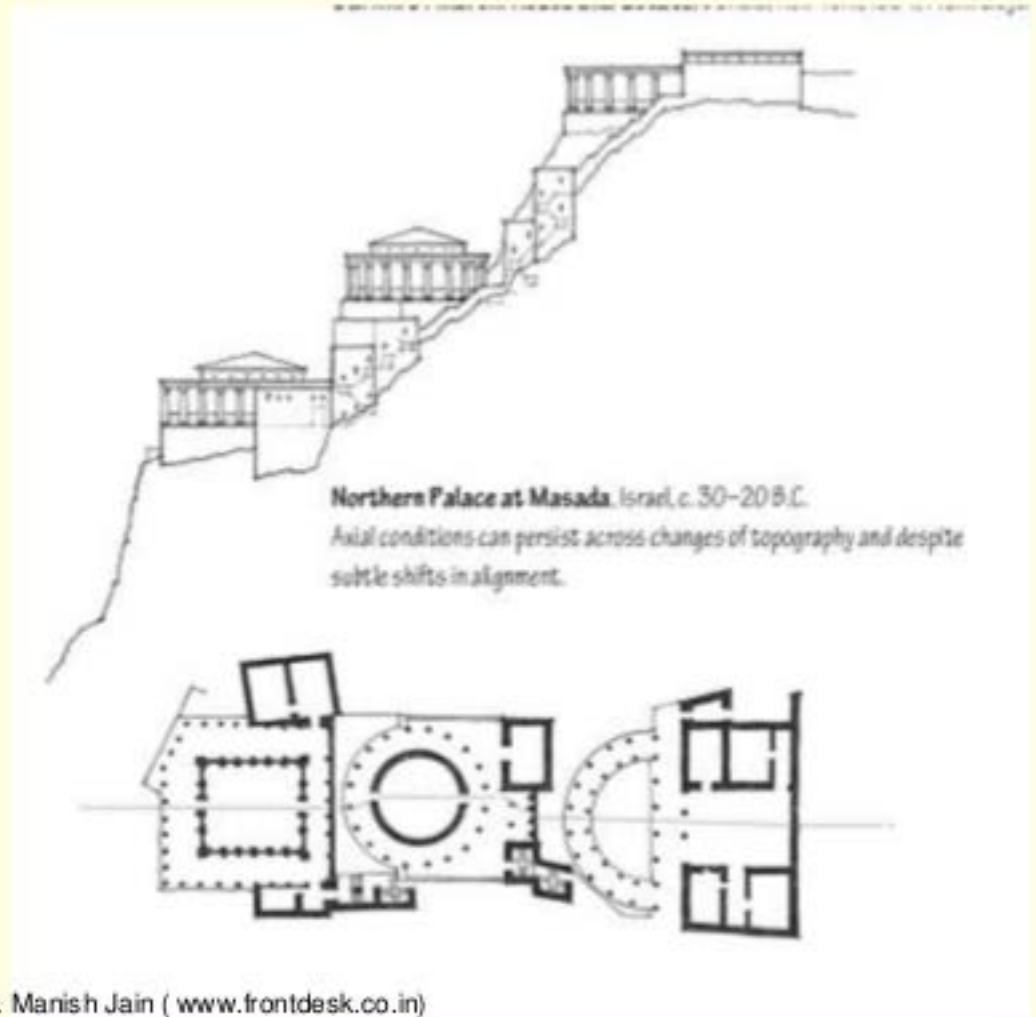 Northern Palace at Masada, Israel, c. 30–20 B.C.
Axial conditions can persist across changes of topography and despite
subtle shifts in alignment.
Manish Jain ( www.frontdesk.co.in)